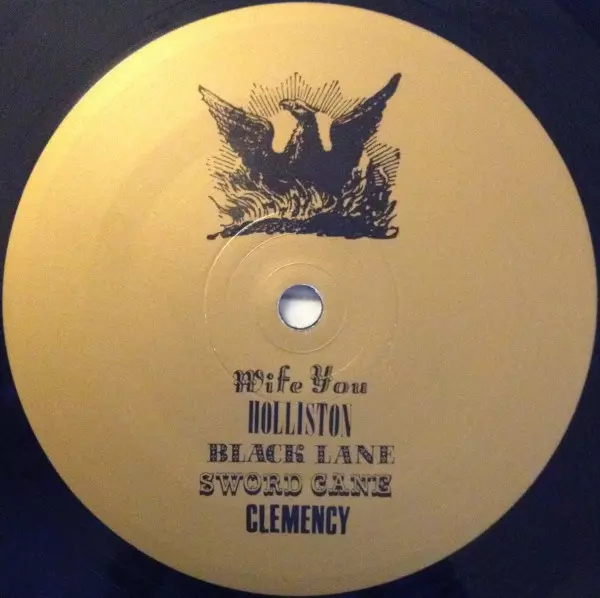 Wife You
HOLLISTON
BLACK LANE
SWORD CANE
CLEMENCY